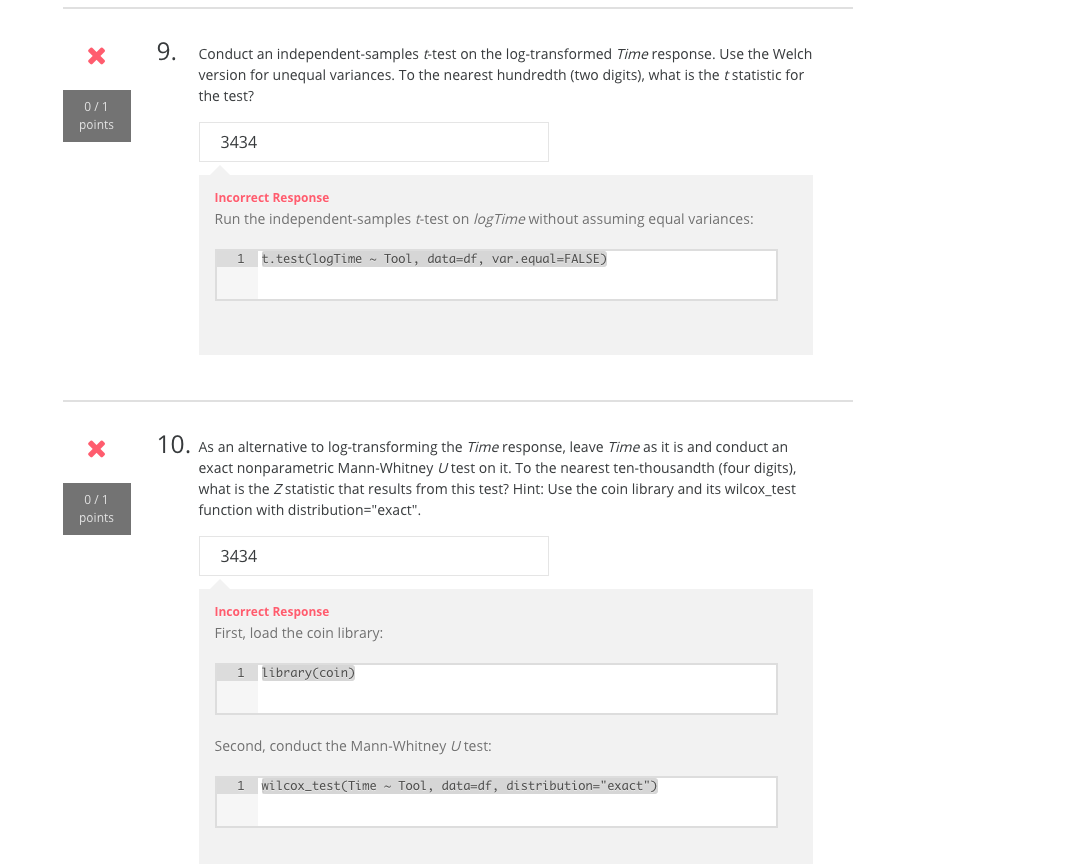 9.
Conduct an independent-samples t-test on the log-transformed Time response. Use the Welch
version for unequal variances. To the nearest hundredth (two digits), what is the t statistic for
the test?
0 / 1
points
3434
Incorrect Response
Run the independent-samples t-test on logTime without assuming equal variances:
1 t.test(logTime ~ Tool, data=df, var.equal=FALSE)
10.
As an alternative to log-transforming the Time response, leave Time as it is and conduct an
exact nonparametric Mann-Whitney U test on it. To the nearest ten-thousandth (four digits),
what is the Z statistic that results from this test? Hint: Use the coin library and its wilcox_test
function with distribution="exact".
0 / 1
points
3434
Incorrect Response
First, load the coin library:
1 library(coin)
Second, conduct the Mann-Whitney U test:
1 wilcox_test(Time ~ Tool, data=df, distribution="exact")